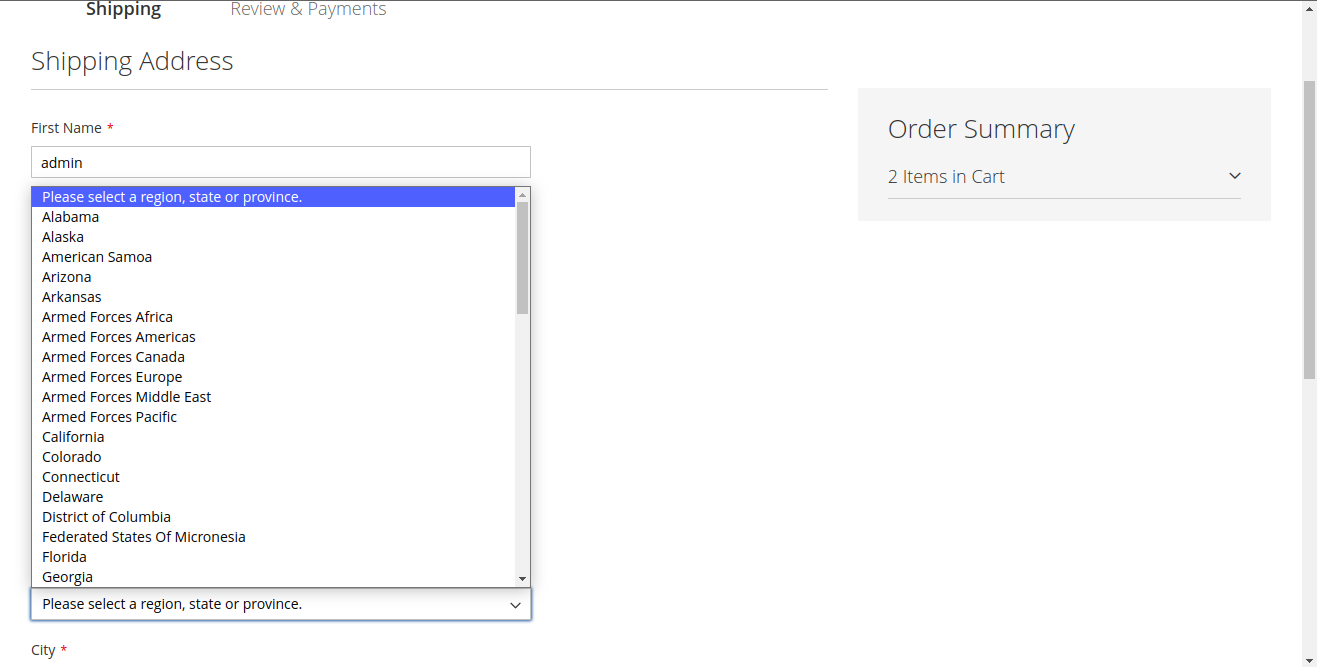 Shipping Review & Payments
Shipping Address
First Name *
admin
Please select a region, state or province.
Alabama
Alaska
American Samoa
Arizona
Arkansas
Armed Forces Africa
Armed Forces Americas
Armed Forces Canada
Armed Forces Europe
Armed Forces Middle East
Armed Forces Pacific
California
Colorado
Connecticut
Delaware
District of Columbia
Federated States Of Micronesia
Florida
Georgia
Please select a region, state or province.
City *
Order Summary
2 Items in Cart